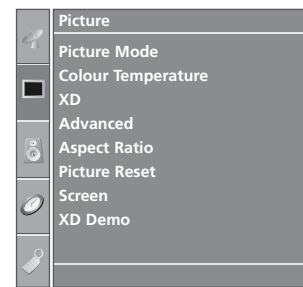 Picture
Picture Mode
Colour Temperature
XD
Advanced
Aspect Ratio
Picture Reset
Screen
XD Demo